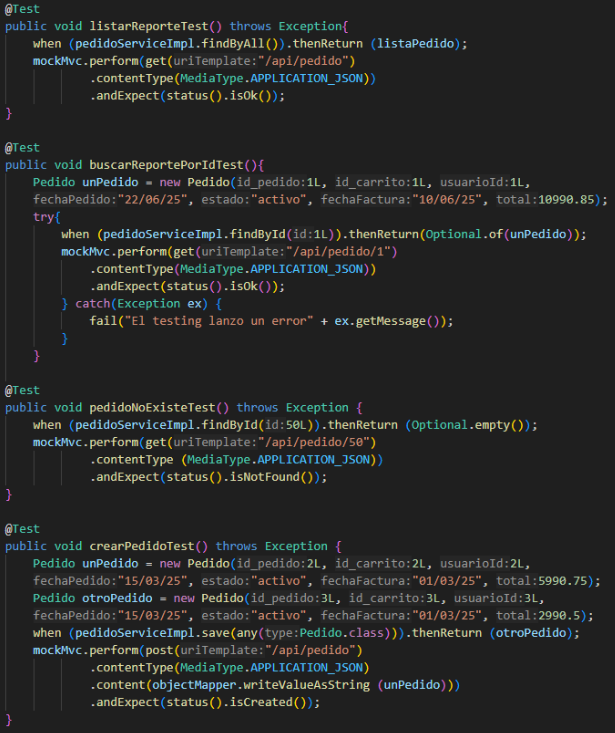 @Test
public void listarReporteTest() throws Exception{
    when (pedidoServiceImpl.findByAll()).thenReturn (listaPedido);
    mockMvc.perform(get(uriTemplate:"/api/pedido")
            .contentType(MediaType.APPLICATION_JSON))
            .andExpect(status().isOk());
}

@Test
public void buscarReportePorIdTest(){
    Pedido unPedido = new Pedido(id_pedido:1L, id_carrito:1L, usuarioId:1L,
    fechaPedido:"22/06/25", estado:"activo", fechaFactura:"10/06/25", total:10990.85);
    try{
        when (pedidoServiceImpl.findById(id:1L)).thenReturn(Optional.of(unPedido));
        mockMvc.perform(get(uriTemplate:"/api/pedido/1")
            .contentType(MediaType.APPLICATION_JSON))
            .andExpect(status().isOk());
        } catch(Exception ex) {
            fail("El testing lanzo un error" + ex.getMessage());
        }
    }

@Test
public void pedidoNoExisteTest() throws Exception {
    when (pedidoServiceImpl.findById(id:50L)).thenReturn (Optional.empty());
    mockMvc.perform(get(uriTemplate:"/api/pedido/50")
            .contentType (MediaType.APPLICATION_JSON))
            .andExpect(status().isNotFound());
}

@Test
public void crearPedidoTest() throws Exception {
    Pedido unPedido = new Pedido(id_pedido:2L, id_carrito:2L, usuarioId:2L,
    fechaPedido:"15/03/25", estado:"activo", fechaFactura:"01/03/25", total:5990.75);
    Pedido otroPedido = new Pedido(id_pedido:3L, id_carrito:3L, usuarioId:3L,
    fechaPedido:"15/03/25", estado:"activo", fechaFactura:"01/03/25", total:2990.5);
    when (pedidoServiceImpl.save(any(type:Pedido.class))).thenReturn (otroPedido);
    mockMvc.perform(post(uriTemplate:"/api/pedido")
            .contentType(MediaType.APPLICATION_JSON)
            .content(objectMapper.writeValueAsString (unPedido)))
            .andExpect(status().isCreated());
}